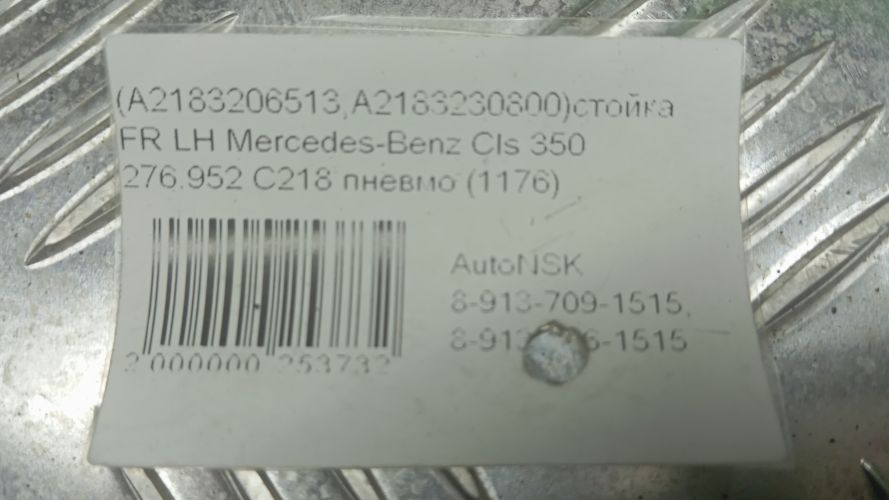 (A2183206513,A2183230800)стойка
FR LH Mercedes-Benz Cls 350
276.952 C218 пневмо (1176)
AutoNSK
8-913-709-1515,
2 000000 253732